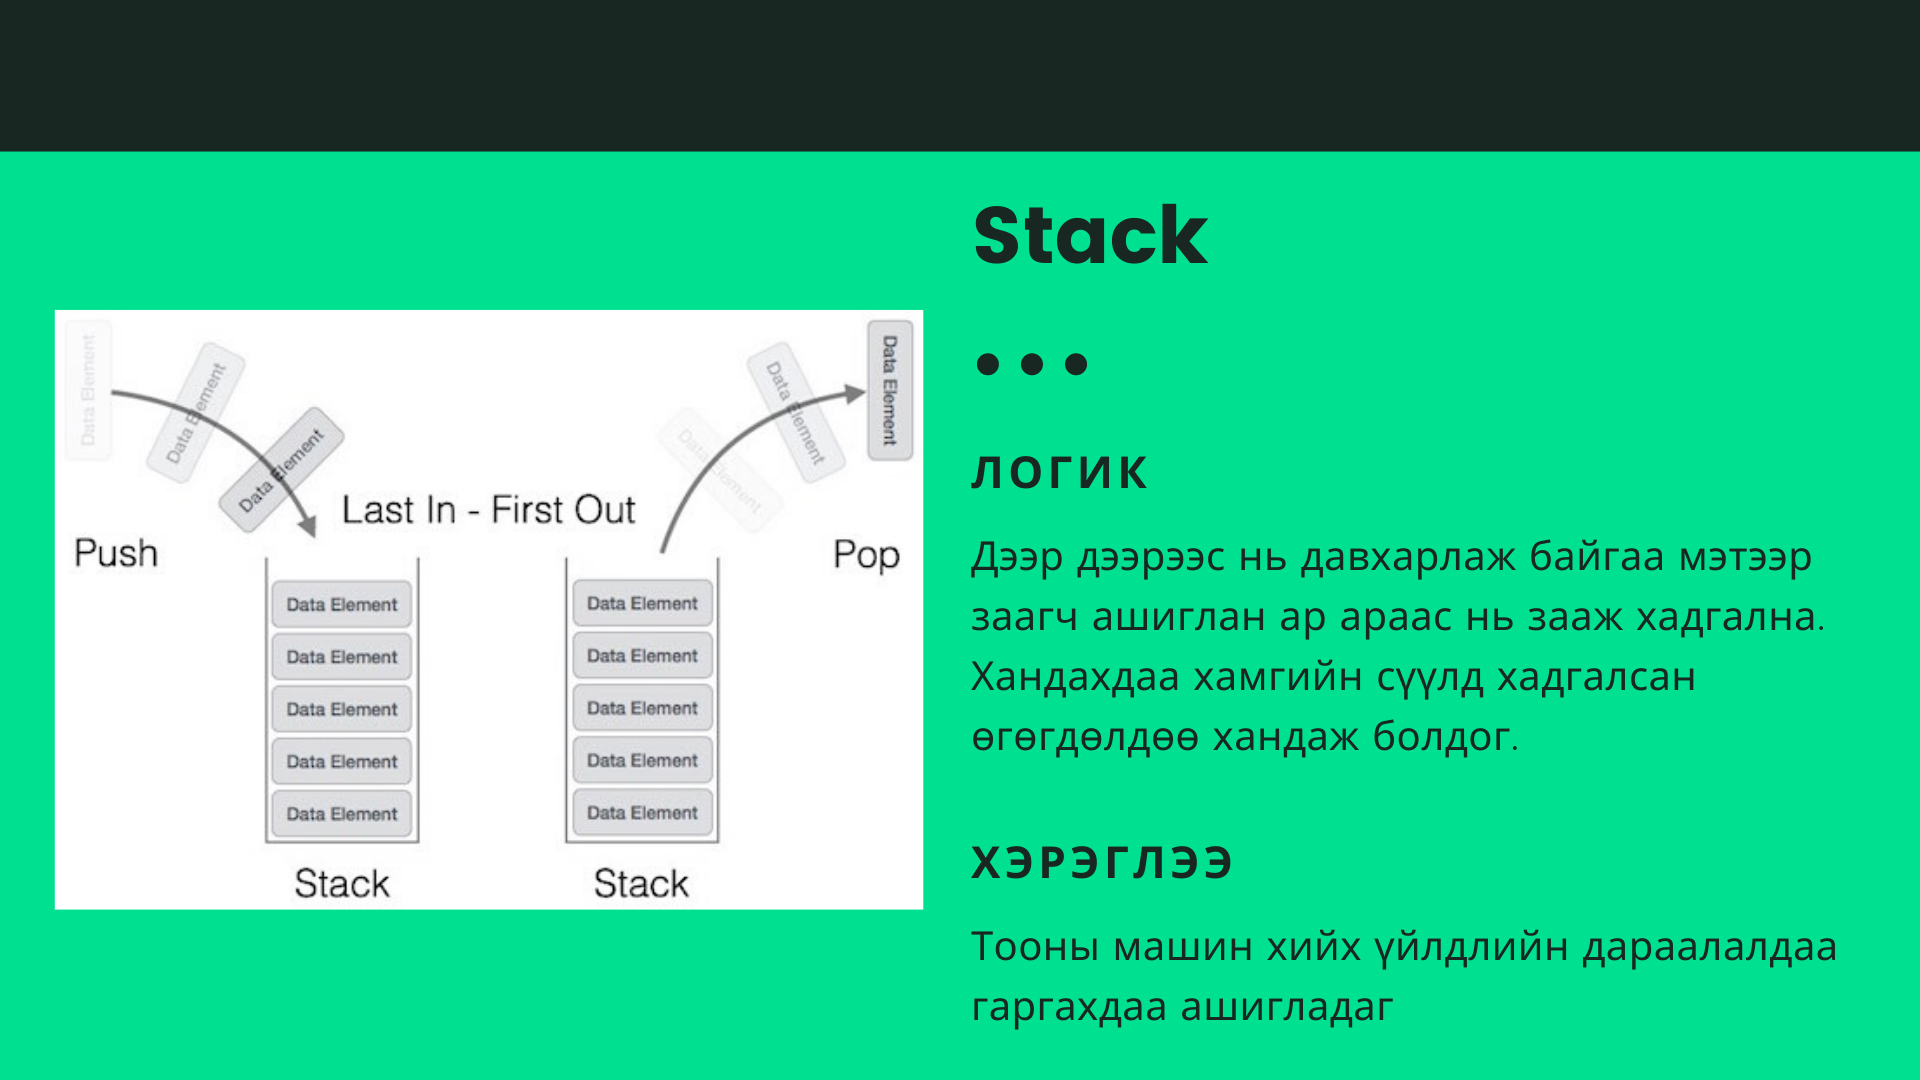 Stack
Data Element
Data Element
Data Element
Data Element
Data Element
Data Element
Last In - First Out
Push
Pop
Data Element
Data Element
Data Element
Data Element
Data Element
Data Element
Data Element
Data Element
Data Element
Data Element
Stack
Stack
ЛОГИК
Дээр дээрээс нь давхарлаж байгаа мэтээр
заагч ашиглан ар араас нь зааж хадгална.
Хандахдаа хамгийн сүүлд хадгалсан
өгөгдөлдөө хандаж болдог.
ХЭРЭГЛЭЭ
Тооны машин хийх үйлдлийн дараалалдаа
гаргахдаа ашигладаг